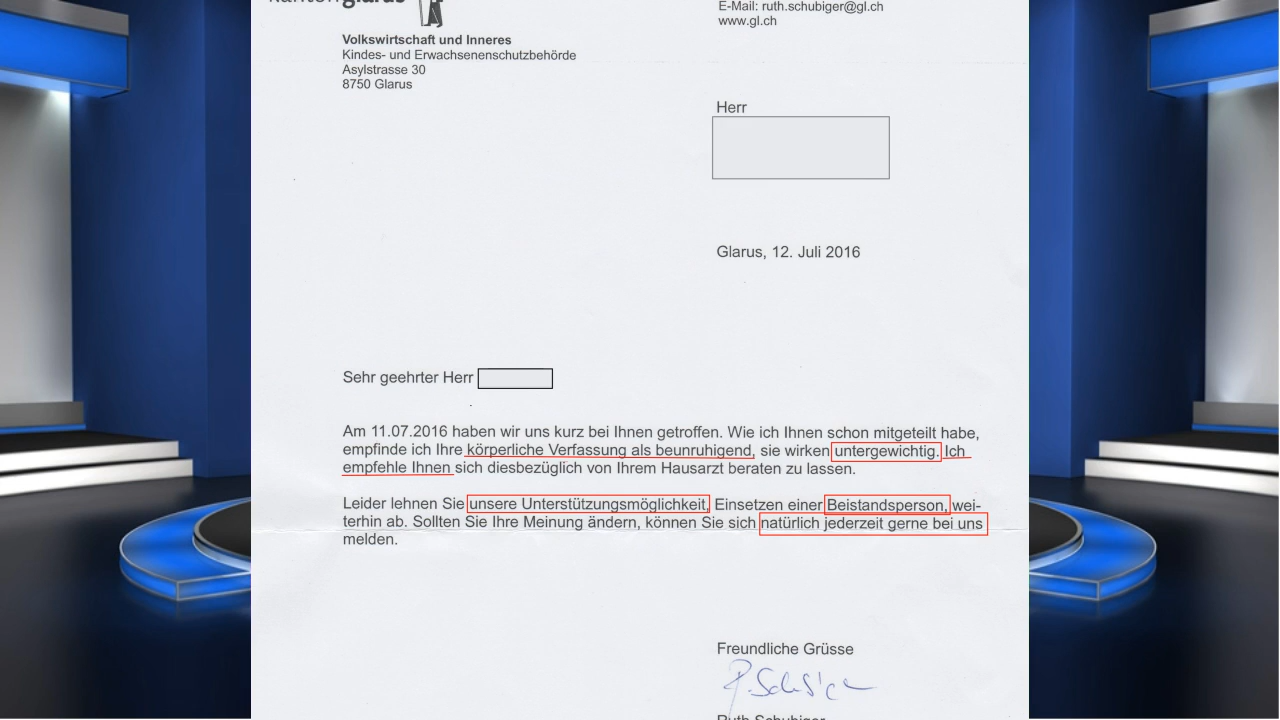 kanton glarus
E-Mail: ruth.schubiger@gl.ch
www.gl.ch
Volkswirtschaft und Inneres
Kindes- und Erwachsenenschutzbehörde
Asylstrasse 30
8750 Glarus
Herr
Glarus, 12. Juli 2016
Sehr geehrter Herr
Am 11.07.2016 haben wir uns kurz bei Ihnen getroffen. Wie ich Ihnen schon mitgeteilt habe,
empfinde ich Ihre körperliche Verfassung als beunruhigend, sie wirken untergewichtig. Ich
empfehle Ihnen sich diesbezüglich von Ihrem Hausarzt beraten zu lassen.
Leider lehnen Sie unsere Unterstützungsmöglichkeit, Einsetzen einer Beistandsperson, wei-
terhin ab. Sollten Sie Ihre Meinung ändern, können Sie sich natürlich jederzeit gerne bei uns
melden.
Freundliche Grüsse
Ruth Schubiger